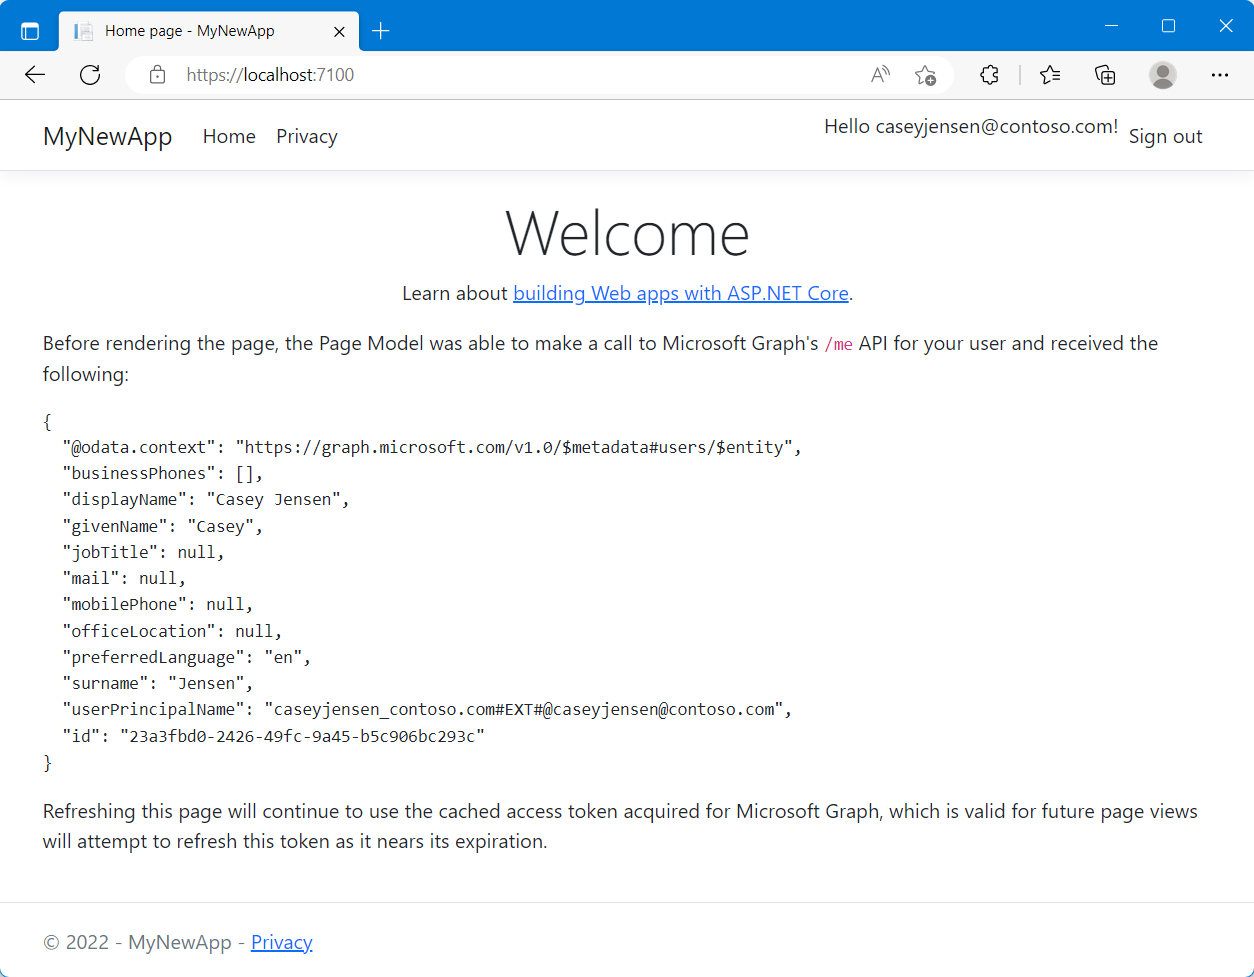 Home page - MyNewApp
https://localhost:7100
MyNewApp Home Privacy Hello caseyjensen@contoso.com! Sign out
Welcome
Learn about building Web apps with ASP.NET Core.
Before rendering the page, the Page Model was able to make a call to Microsoft Graph's /me API for your user and received the
following:
{
  "@odata.context": "https://graph.microsoft.com/v1.0/$metadata#users/$entity",
  "businessPhones": [],
  "displayName": "Casey Jensen",
  "givenName": "Casey",
  "jobTitle": null,
  "mail": null,
  "mobilePhone": null,
  "officeLocation": null,
  "preferredLanguage": "en",
  "surname": "Jensen",
  "userPrincipalName": "caseyjensen_contoso.com#EXT#@caseyjensen@contoso.com",
  "id": "23a3fbd0-2426-49fc-9a45-b5c906bc293c"
}
Refreshing this page will continue to use the cached access token acquired for Microsoft Graph, which is valid for future page views
will attempt to refresh this token as it nears its expiration.
© 2022 - MyNewApp - Privacy